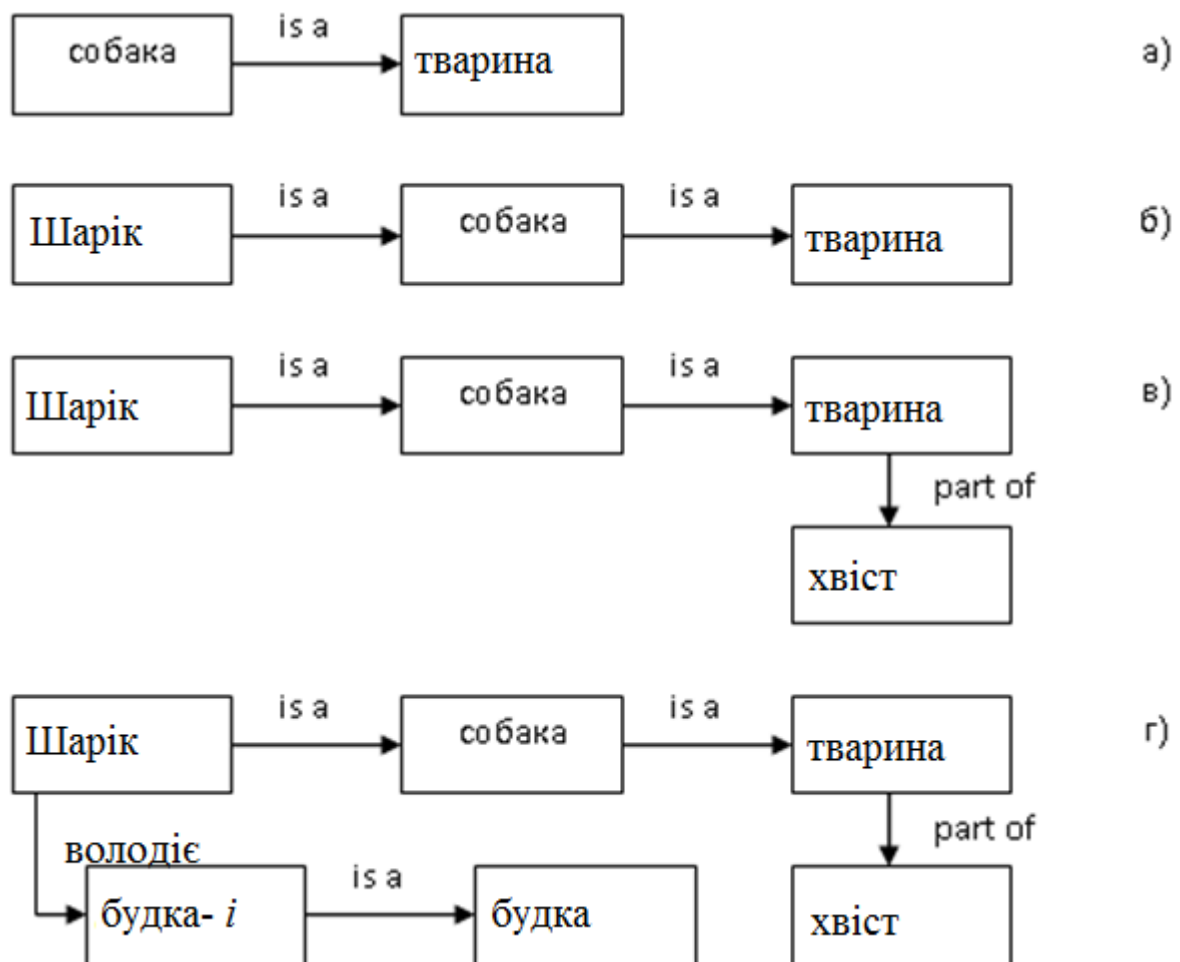 is a
собака
тварина
а)
is a
is a
Шарік
собака
тварина
б)
is a
is a
Шарік
собака
тварина
в)
part of
хвіст
is a
is a
Шарік
собака
тварина
г)
володіє
part of
is a
будка- і
будка
хвіст